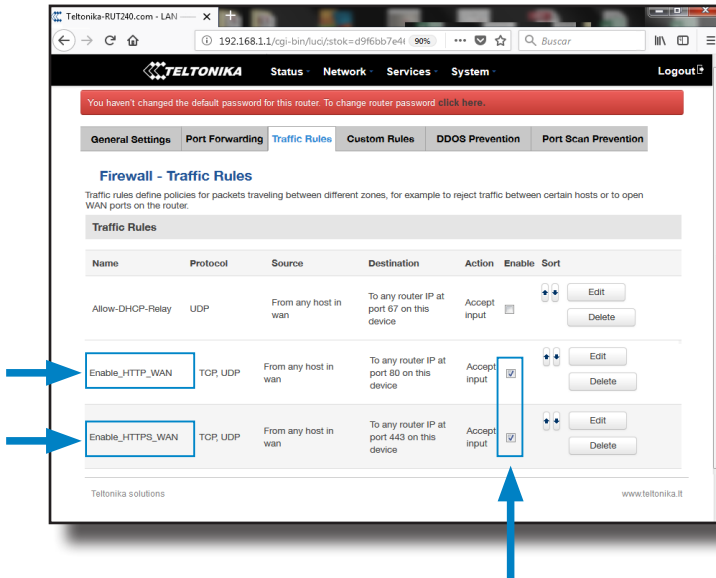 Teltonika-RUT240.com - LAN
192.168.1.1/cgi-bin/luci/;stok=d9f6bb7e4 90% Buscar
TELTONIKA Status Network Services System Logout
You haven't changed the default password for this router. To change router password click here.
General Settings Port Forwarding Traffic Rules Custom Rules DDOS Prevention Port Scan Prevention
Firewall - Traffic Rules
Traffic rules define policies for packets traveling between different zones, for example to reject traffic between certain hosts or to open
WAN ports on the router.
Traffic Rules
Name Protocol Source Destination Action Enable Sort
Allow-DHCP-Relay UDP From any host in
wan To any router IP at
port 67 on this
device Accept
input Edit
Delete
Enable_HTTP_WAN TCP, UDP From any host in
wan To any router IP at
port 80 on this
device Accept
input Edit
Delete
Enable_HTTPS_WAN TCP, UDP From any host in
wan To any router IP at
port 443 on this
device Accept
input Edit
Delete
Teltonika solutions www.teltonika.lt